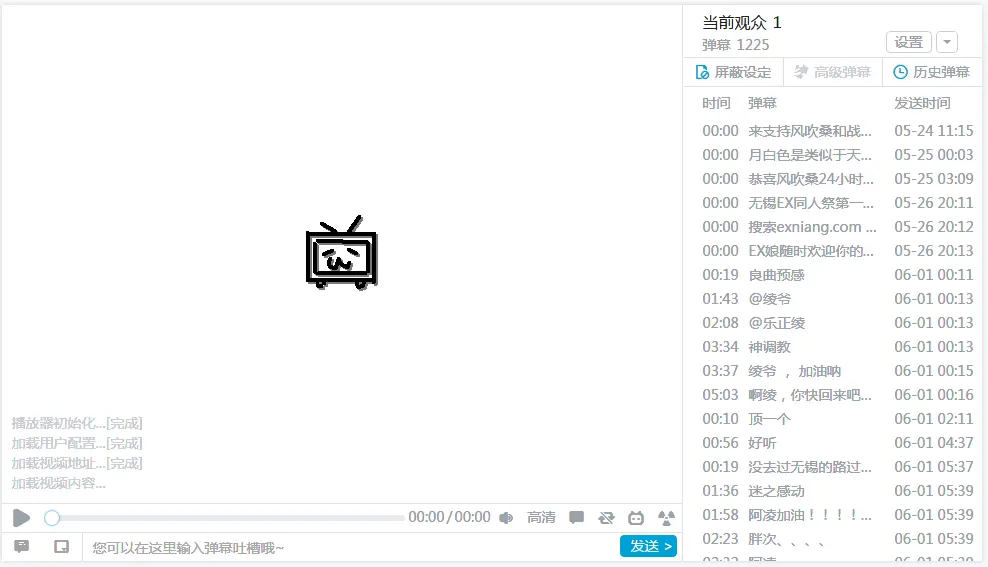 当前观众 1
弹幕 1225
设置
屏蔽设定 高级弹幕 历史弹幕
时间 弹幕 发送时间
00:00 来支持风吹桑和战... 05-24 11:15
00:00 月白色是类似于天... 05-25 00:03
00:00 恭喜风吹桑24小时... 05-25 03:09
00:00 无锡EX同人祭第一... 05-26 20:11
00:00 搜索exniang.com ... 05-26 20:12
00:00 EX娘随时欢迎你的... 05-26 20:13
00:19 良曲预感 06-01 00:11
01:43 @绫爷 06-01 00:13
02:08 @乐正绫 06-01 00:13
03:34 神调教 06-01 00:13
03:37 绫爷 ，加油呐 06-01 00:15
05:03 啊绫，你快回来吧... 06-01 00:16
00:10 顶一个 06-01 02:11
00:56 好听 06-01 04:37
00:19 没去过无锡的路过... 06-01 05:37
01:36 迷之感动 06-01 05:39
01:58 阿凌加油！！！！... 06-01 05:39
02:23 胖次、、、、 06-01 05:39
播放器初始化...[完成]
加载用户配置...[完成]
加载视频地址...[完成]
加载视频内容...
00:00/00:00 高清
您可以在这里输入弹幕吐槽哦~
发送 >